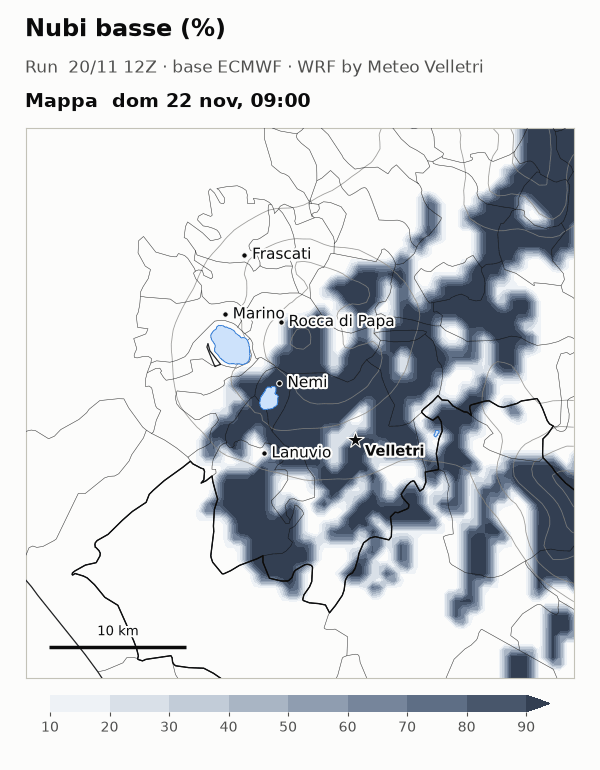 Nubi basse (%)
Run  20/11 12Z · base ECMWF · WRF by Meteo Velletri
Mappa  dom 22 nov, 09:00
Frascati
Marino
Rocca di Papa
Nemi
Velletri
Lanuvio
10 km
10 20 30 40 50 60 70 80 90